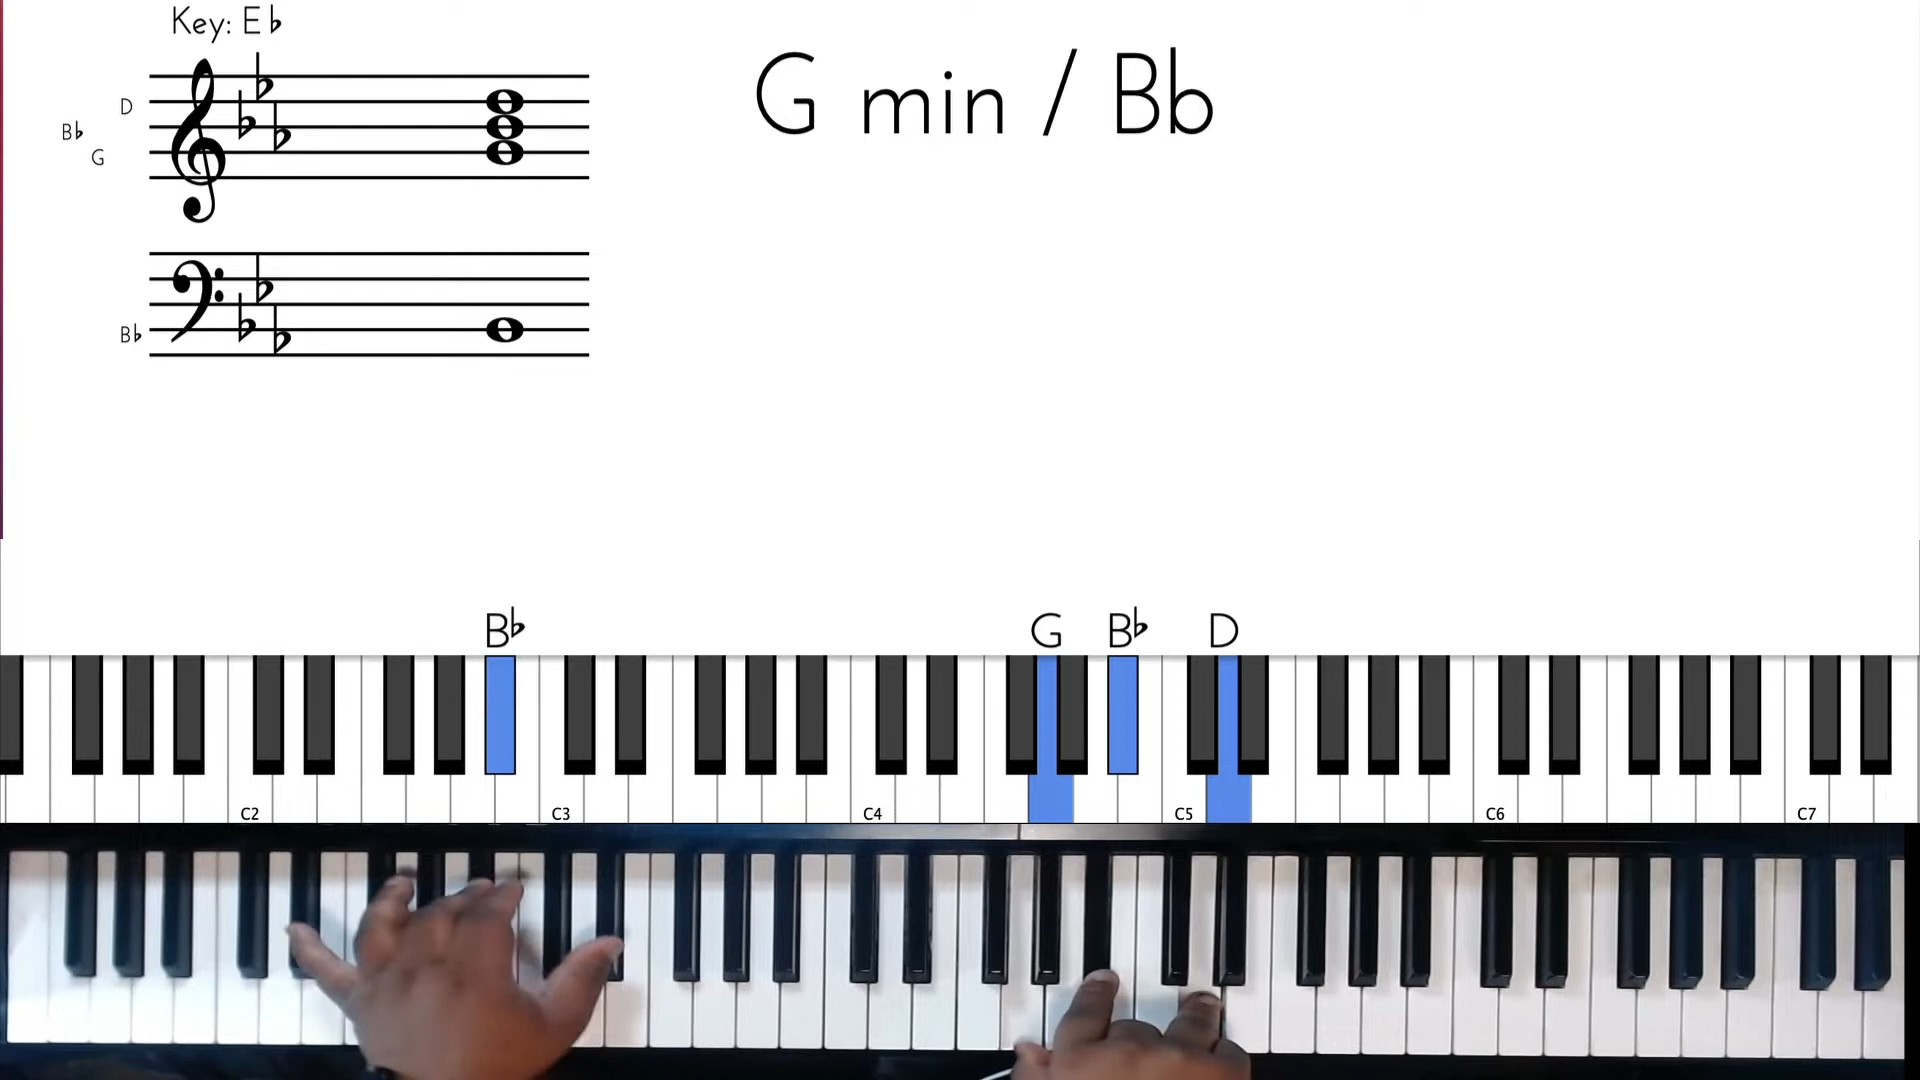 Key: E♭
G min / Bb
D
B♭
G
B♭
B♭ G B♭ D
C2 C3 C4 C5 C6 C7